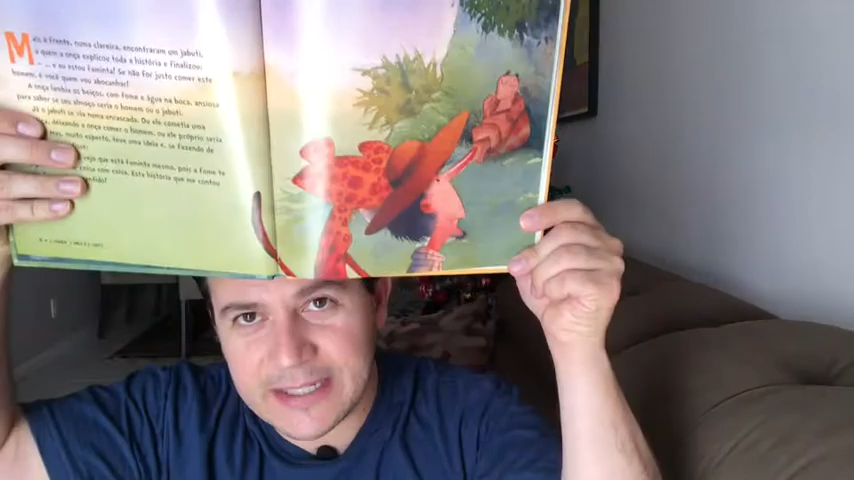 Mais à frente, numa clareira, encontraram um jabuti,
a quem a onça explicou toda a história e finalizou:
— ... e eu estou faminta! Se não for justo comer este
homem, é você quem vou abocanhar!
A onça lambia os beiços, com fome e água na boca, ansiosa
para saber se seu almoço seria o homem ou o jabuti.
Já o jabuti se viu numa enrascada. Ou ele cometia uma
deixando a onça comer o homem, ou ele próprio seria
muito esperto, teve uma ideia e, se fazendo de
vejo que está faminta mesmo, pois a fome te
coisa com coisa. Esta história que me contou